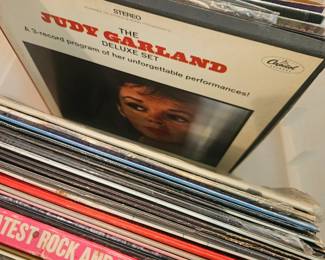 STEREO
THE
JUDY GARLAND
DELUXE SET
A 3-record program of her unforgettable performances!
Capitol
ATEST ROCK AND